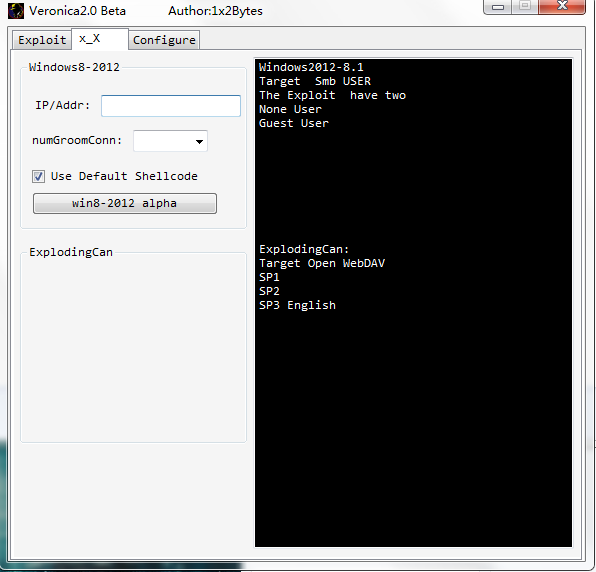 Veronica2.0 Beta Author:1x2Bytes
Exploit x_X Configure
Windows8-2012
IP/Addr:
numGroomConn:
Use Default Shellcode
win8-2012 alpha
ExplodingCan
Windows2012-8.1
Target  Smb USER
The Exploit  have two
None User
Guest User
ExplodingCan:
Target Open WebDAV
SP1
SP2
SP3 English